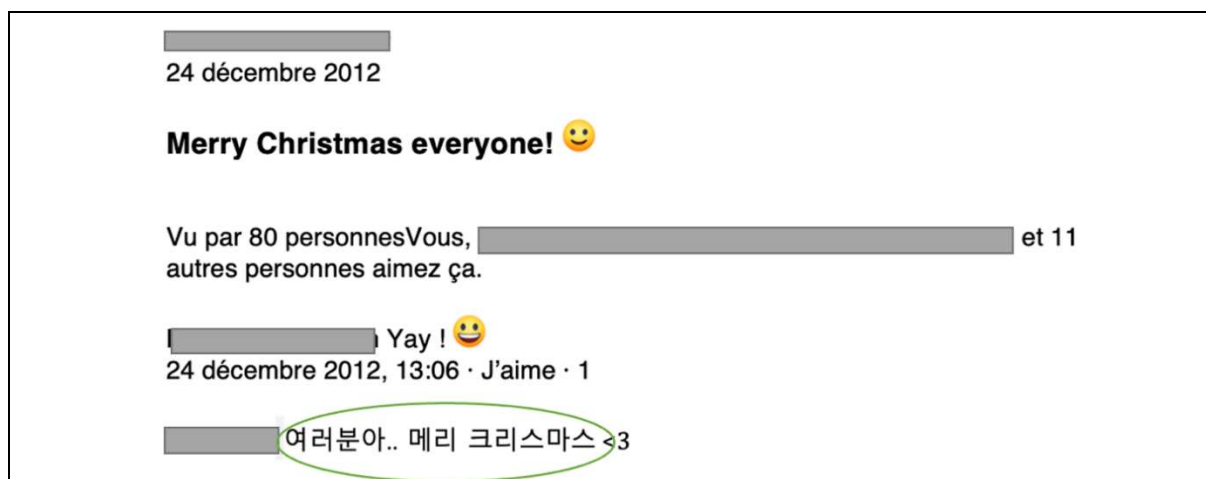 24 décembre 2012
Merry Christmas everyone! 🙂
Vu par 80 personnesVous, et 11
autres personnes aimez ça.
Yay ! 😃
24 décembre 2012, 13:06 · J'aime · 1
여러분아.. 메리 크리스마스 <3